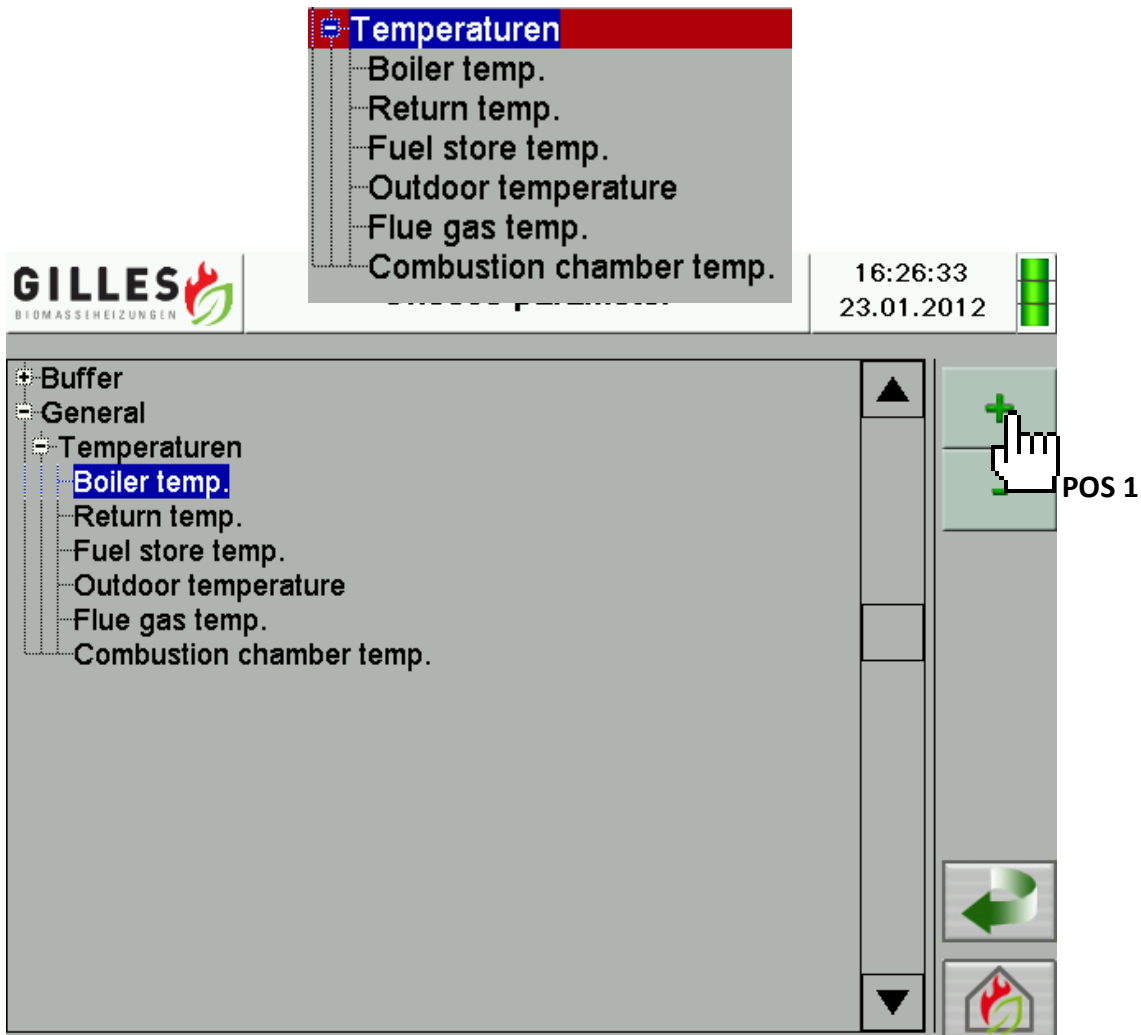 Temperaturen
Boiler temp.
Return temp.
Fuel store temp.
Outdoor temperature
Flue gas temp.
Combustion chamber temp.
GILLES
BIOMASSEHEIZUNGEN
16:26:33
23.01.2012
Buffer
General
Temperaturen
Boiler temp.
Return temp.
Fuel store temp.
Outdoor temperature
Flue gas temp.
Combustion chamber temp.
POS 1